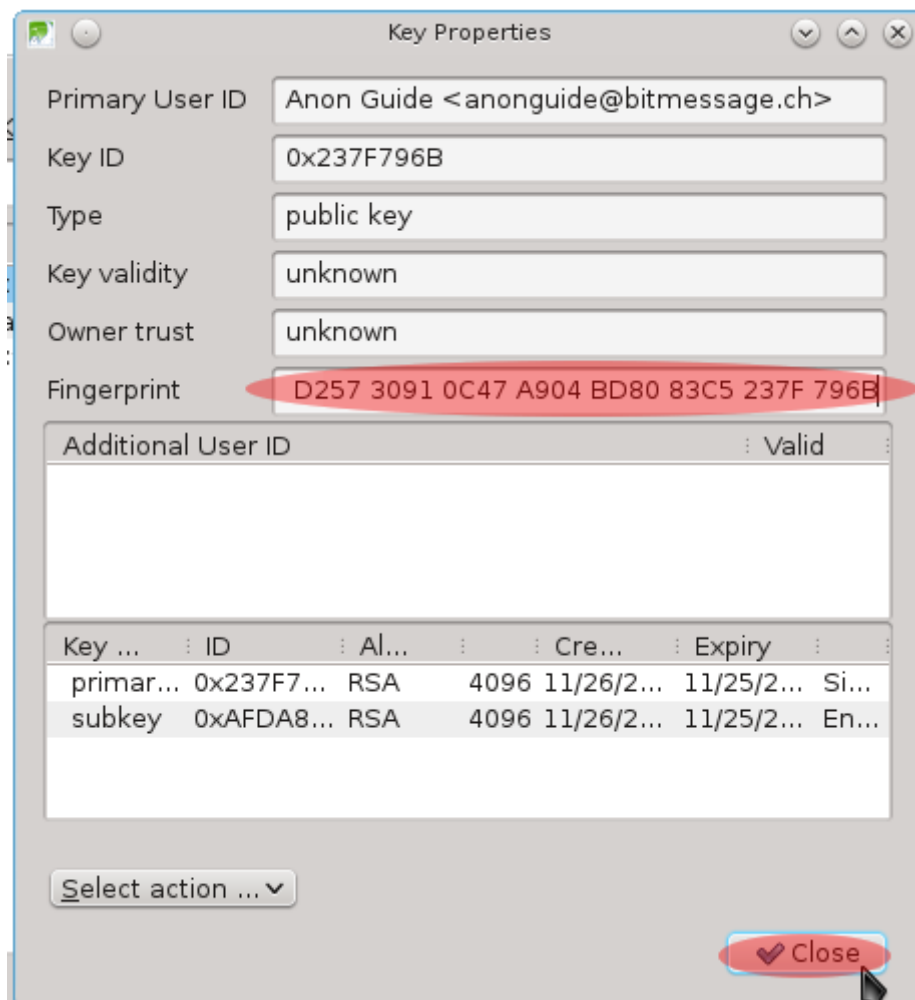 Key Properties
Primary User ID Anon Guide <anonguide@bitmessage.ch>
Key ID 0x237F796B
Type public key
Key validity unknown
Owner trust unknown
Fingerprint D257 3091 0C47 A904 BD80 83C5 237F 796B
Additional User ID Valid
Key ... ID Al... Cre... Expiry
primar... 0x237F7... RSA 4096 11/26/2... 11/25/2... Si...
subkey 0xAFDA8... RSA 4096 11/26/2... 11/25/2... En...
Select action ...
Close